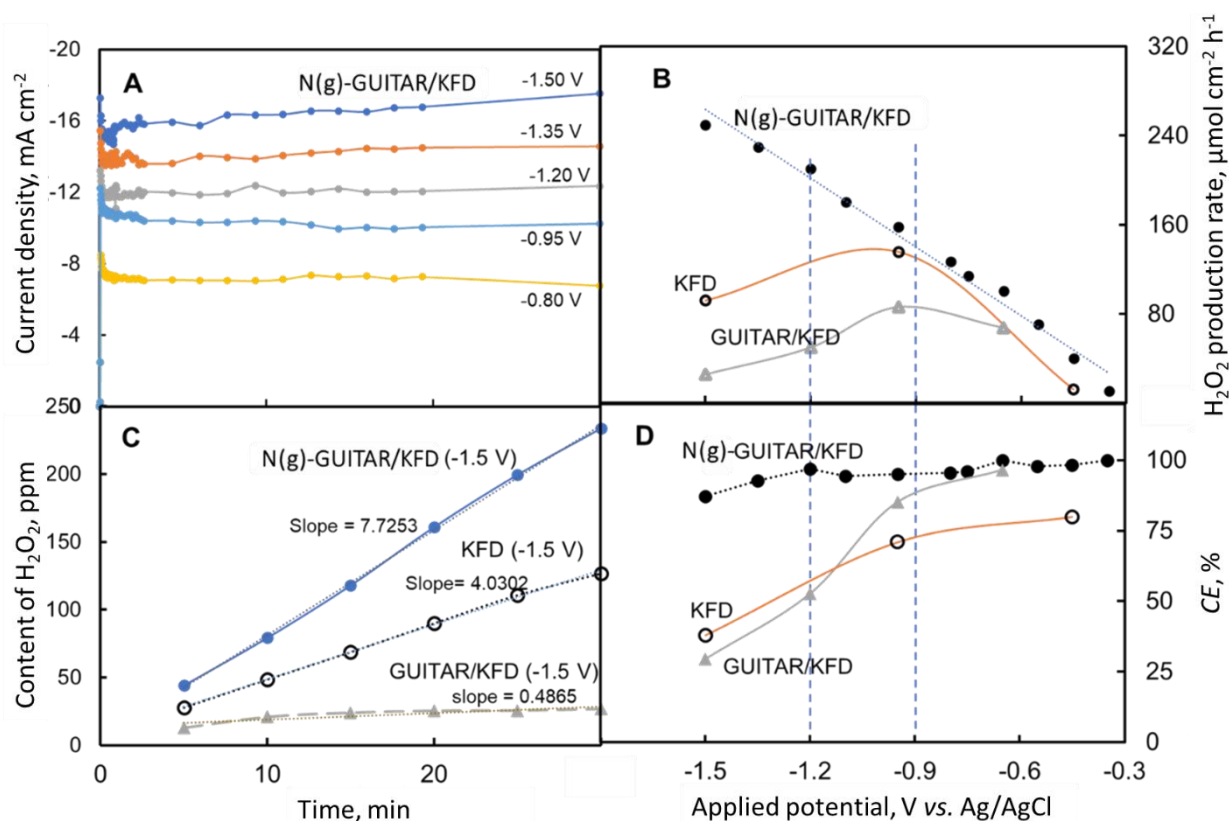 Current density, mA cm⁻²
-20
-16
-12
-8
-4
A
N(g)-GUITAR/KFD
-1.50 V
-1.35 V
-1.20 V
-0.95 V
-0.80 V
B
N(g)-GUITAR/KFD
KFD
GUITAR/KFD
320
240
160
80
H₂O₂ production rate, µmol cm⁻² h⁻¹
Content of H₂O₂, ppm
250
200
150
100
50
0
C
N(g)-GUITAR/KFD (-1.5 V)
Slope = 7.7253
KFD (-1.5 V)
Slope= 4.0302
GUITAR/KFD (-1.5 V)
slope = 0.4865
0
10
20
Time, min
D
N(g)-GUITAR/KFD
KFD
GUITAR/KFD
100
75
50
25
0
CE, %
-1.5
-1.2
-0.9
-0.6
-0.3
Applied potential, V vs. Ag/AgCl